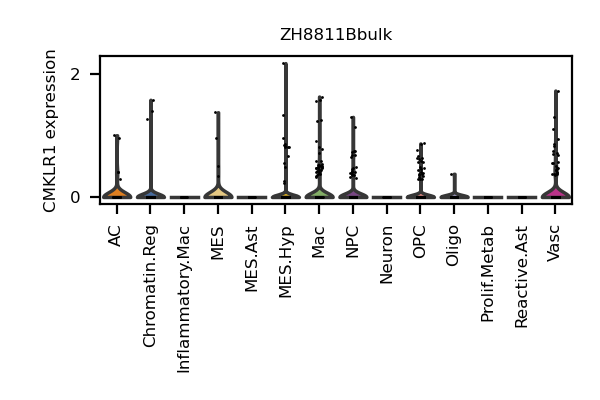 ZH8811Bbulk
CMKLR1 expression
2
0
AC
Chromatin.Reg
Inflammatory.Mac
MES
MES.Ast
MES.Hyp
Mac
NPC
Neuron
OPC
Oligo
Prolif.Metab
Reactive.Ast
Vasc